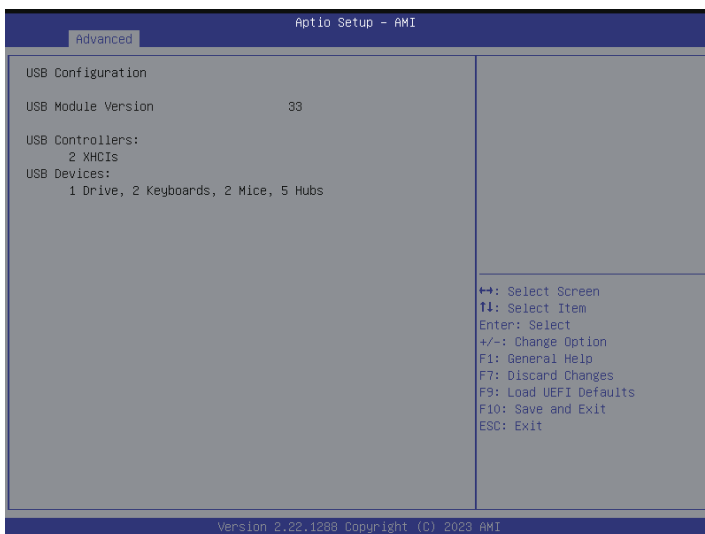 Aptio Setup – AMI
Advanced
USB Configuration
USB Module Version 33
USB Controllers:
2 XHCIs
USB Devices:
1 Drive, 2 Keyboards, 2 Mice, 5 Hubs
↔: Select Screen
↑↓: Select Item
Enter: Select
+/-: Change Option
F1: General Help
F7: Discard Changes
F9: Load UEFI Defaults
F10: Save and Exit
ESC: Exit
Version 2.22.1288 Copyright (C) 2023 AMI